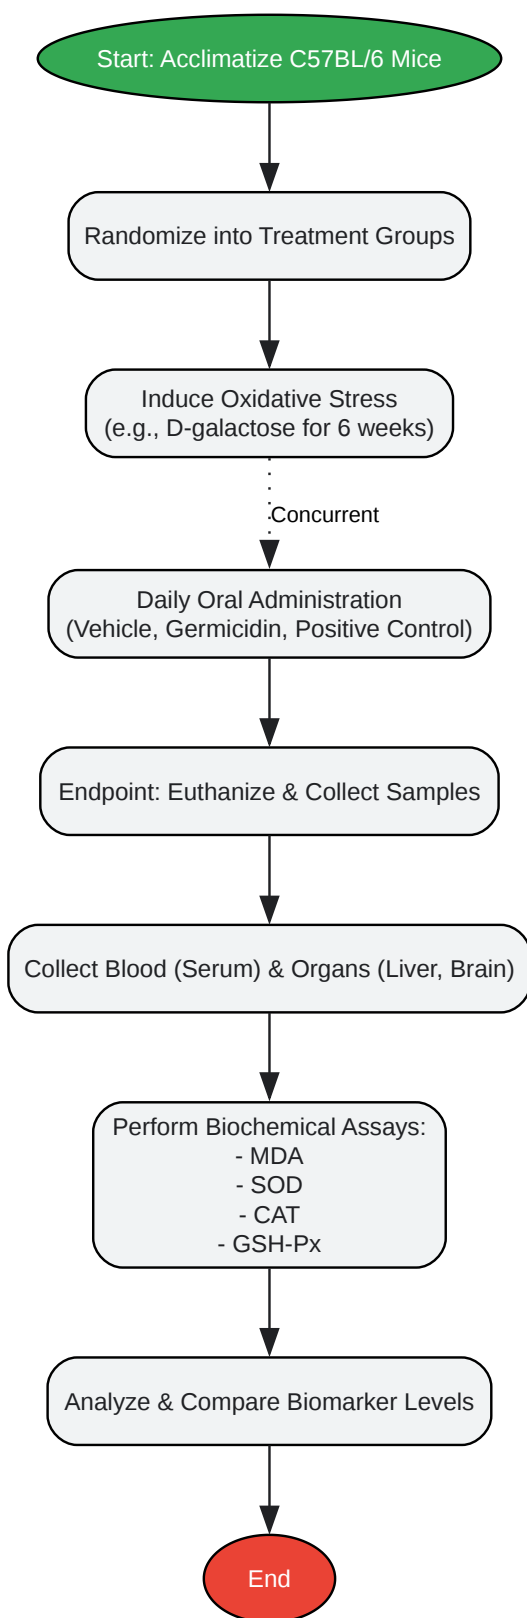 Start: Acclimatize C57BL/6 Mice
Randomize into Treatment Groups
Induce Oxidative Stress
(e.g., D-galactose for 6 weeks)
Concurrent
Daily Oral Administration
(Vehicle, Germicidin, Positive Control)
Endpoint: Euthanize & Collect Samples
Collect Blood (Serum) & Organs (Liver, Brain)
Perform Biochemical Assays:
- MDA
- SOD
- CAT
- GSH-Px
Analyze & Compare Biomarker Levels
End